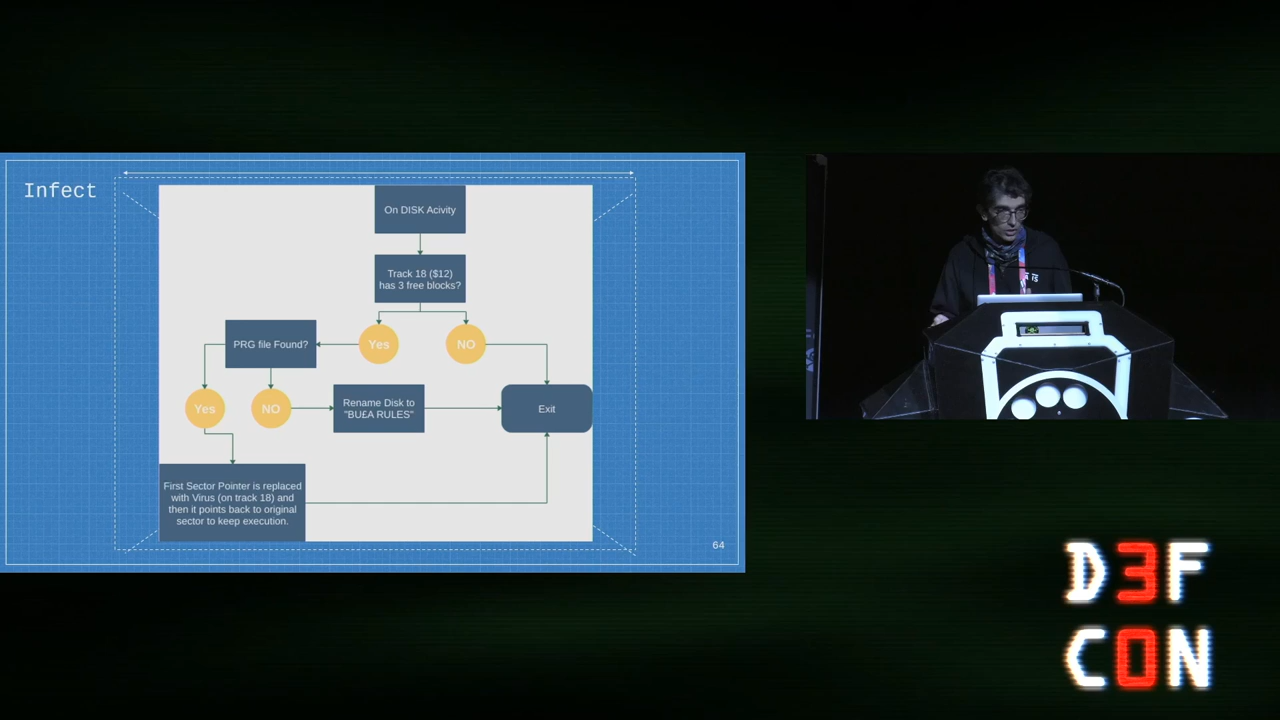 Infect
On DISK Acivity
Track 18 ($12)
has 3 free blocks?
PRG file Found?
Yes
NO
Yes
NO
Rename Disk to
"BU£A RULES"
Exit
First Sector Pointer is replaced
with Virus (on track 18) and
then it points back to original
sector to keep execution.
64
D3F
C0N